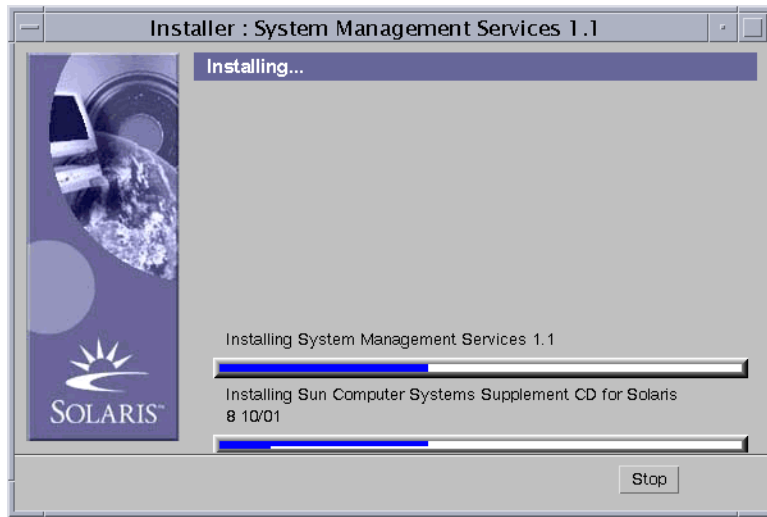 Installer : System Management Services 1.1
Installing...
Installing System Management Services 1.1
Installing Sun Computer Systems Supplement CD for Solaris
8 10/01
SOLARIS™
Stop